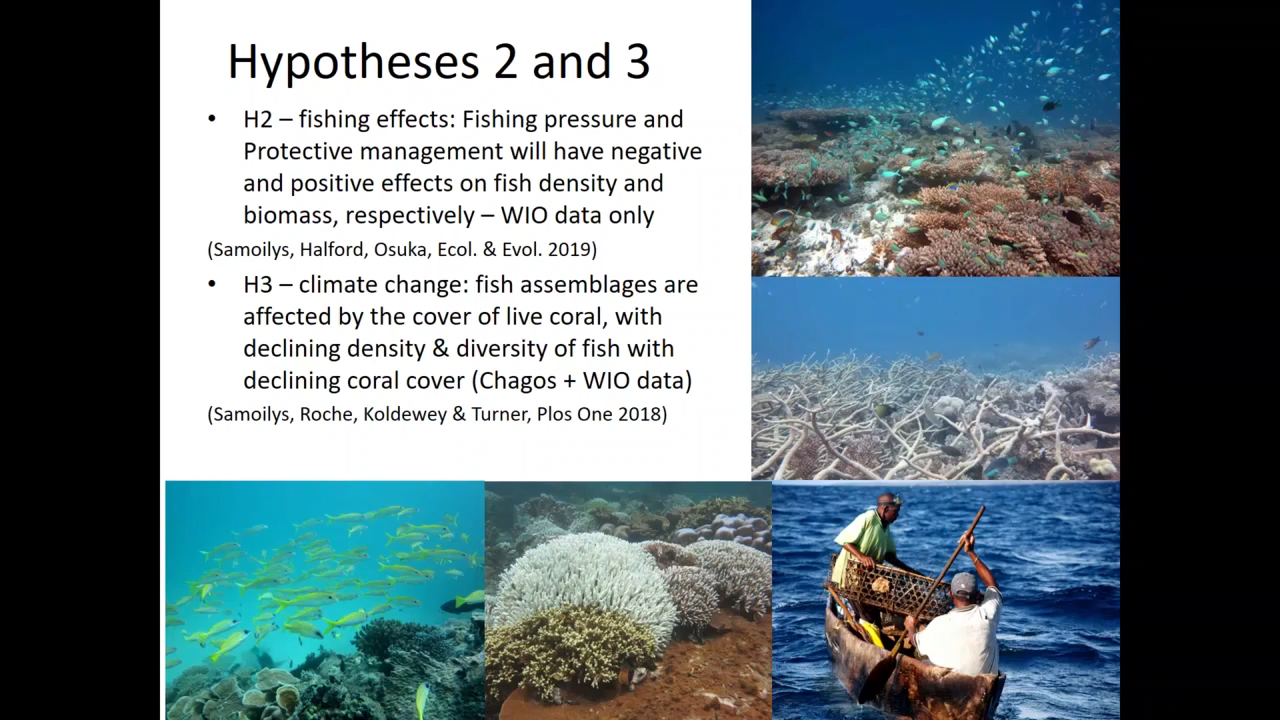 Hypotheses 2 and 3
• H2 – fishing effects: Fishing pressure and
Protective management will have negative
and positive effects on fish density and
biomass, respectively – WIO data only
(Samoilys, Halford, Osuka, Ecol. & Evol. 2019)
• H3 – climate change: fish assemblages are
affected by the cover of live coral, with
declining density & diversity of fish with
declining coral cover (Chagos + WIO data)
(Samoilys, Roche, Koldewey & Turner, Plos One 2018)